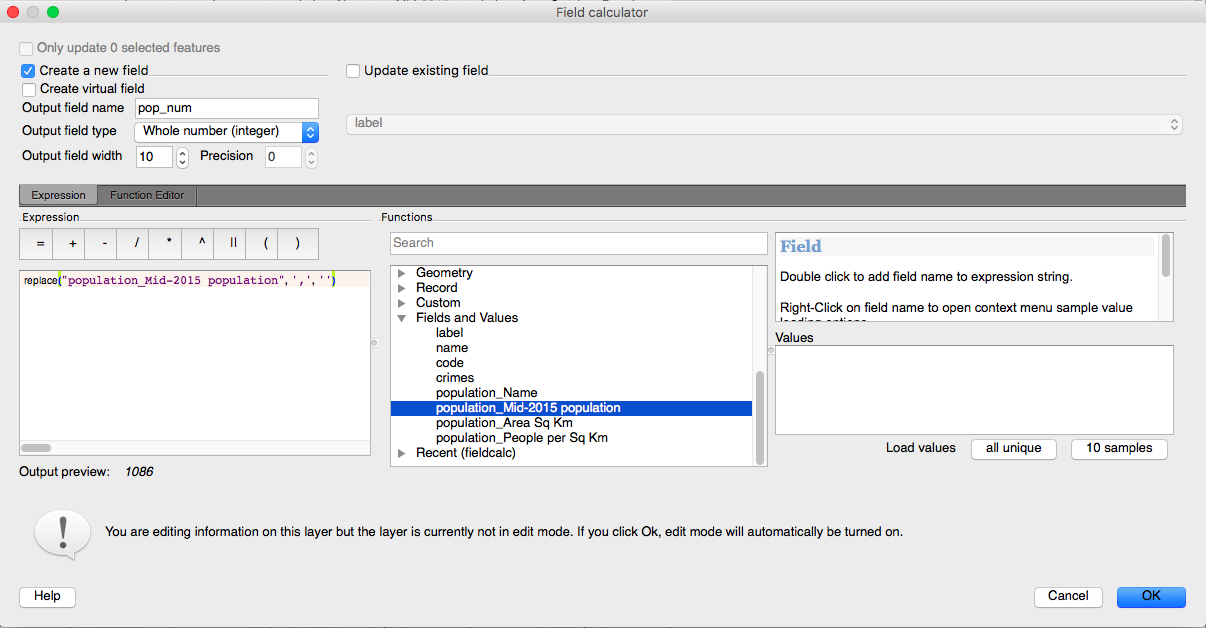 Field calculator
Only update 0 selected features
Create a new field
Update existing field
Create virtual field
Output field name pop_num
label
Output field type Whole number (integer)
Output field width 10 Precision 0
Expression Function Editor
Expression
Functions
= + - / * ^ || ( )
Search
replace("population_Mid-2015 population",',','')
Geometry
Record
Custom
Fields and Values
label
name
code
crimes
population_Name
population_Mid-2015 population
population_Area Sq Km
population_People per Sq Km
Recent (fieldcalc)
Field
Double click to add field name to expression string.
Right-Click on field name to open context menu sample value
loading options
Values
Load values all unique 10 samples
Output preview: 1086
You are editing information on this layer but the layer is currently not in edit mode. If you click Ok, edit mode will automatically be turned on.
Help
Cancel
OK